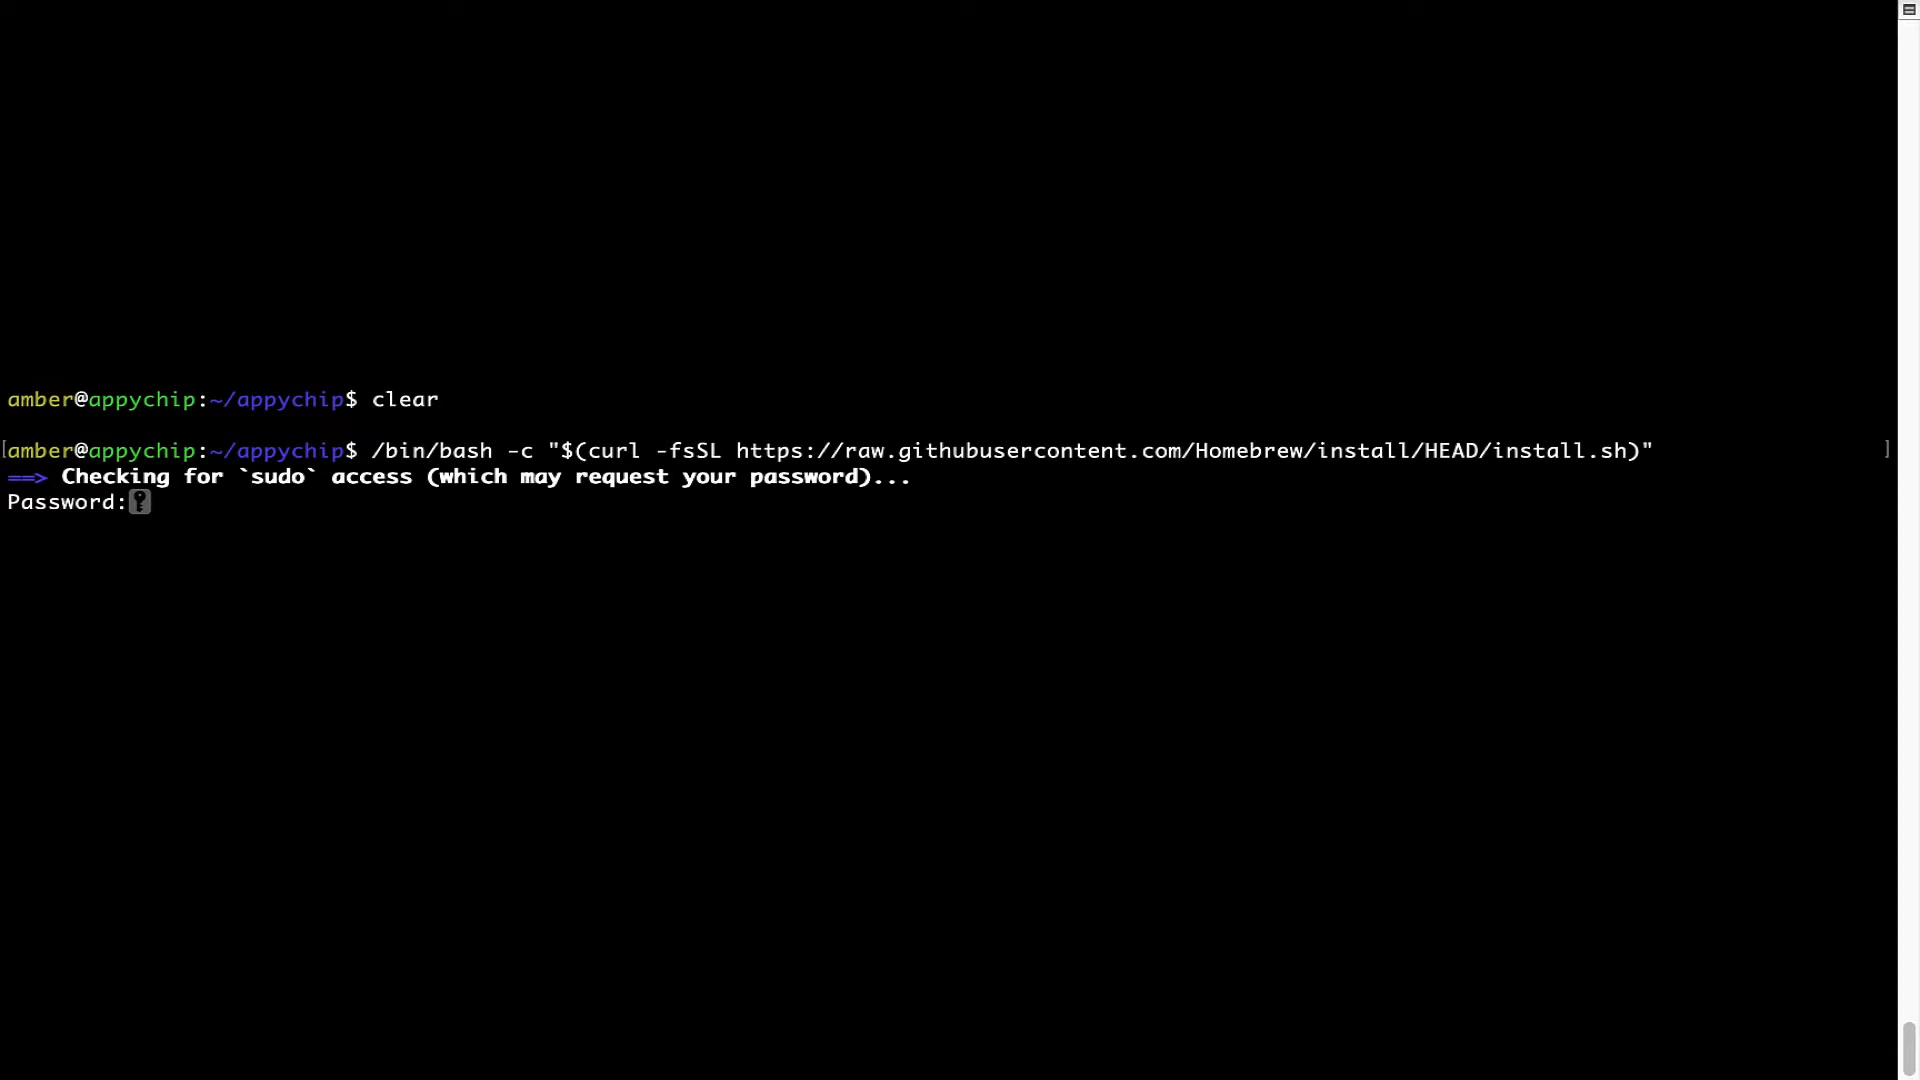 amber@appychip:~/appychip$ clear
[amber@appychip:~/appychip$ /bin/bash -c "$(curl -fsSL https://raw.githubusercontent.com/Homebrew/install/HEAD/install.sh)" ]
==> Checking for `sudo` access (which may request your password)...
Password: